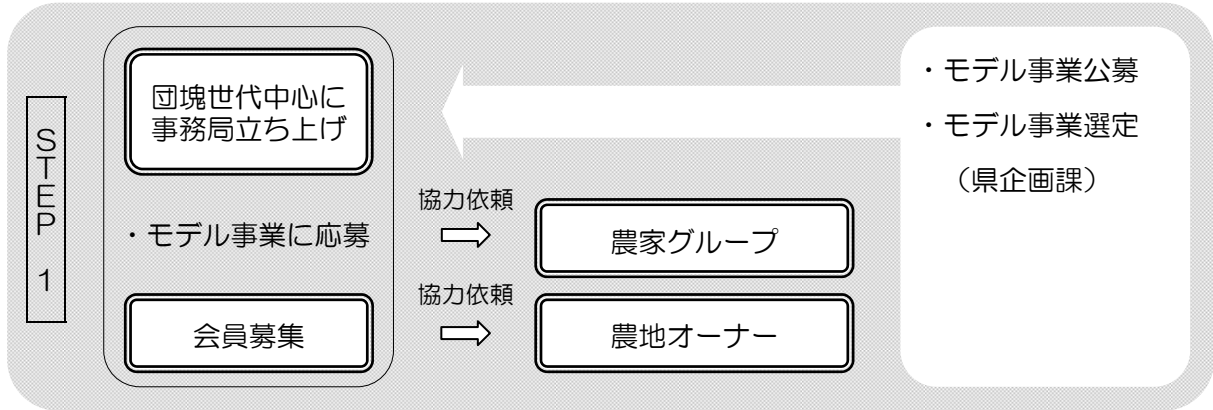 STEP 1
団塊世代中心に
事務局立ち上げ
・モデル事業に応募
会員募集
協力依頼
農家グループ
協力依頼
農地オーナー
・モデル事業公募
・モデル事業選定
（県企画課）